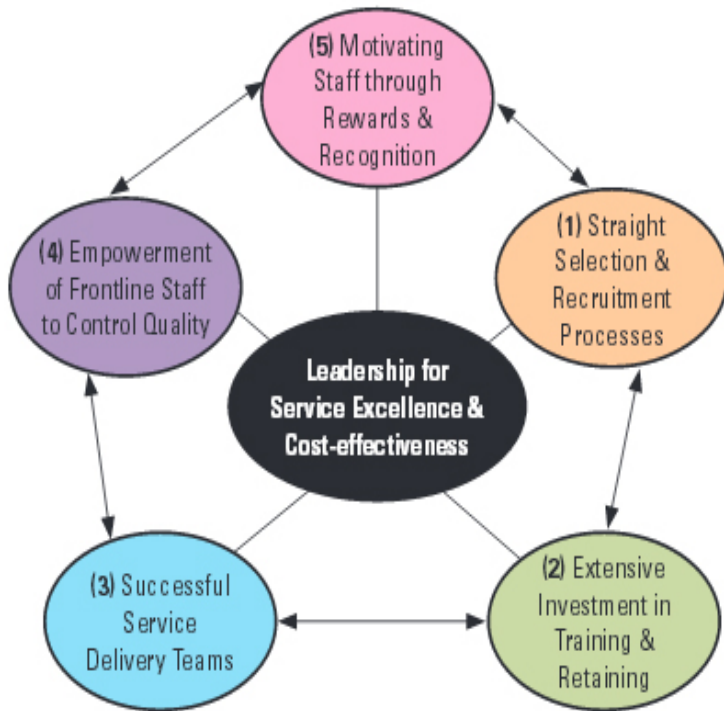 (5) Motivating
Staff through
Rewards &
Recognition
(1) Straight
Selection &
Recruitment
Processes
(4) Empowerment
of Frontline Staff
to Control Quality
Leadership for
Service Excellence &
Cost-effectiveness
(3) Successful
Service
Delivery Teams
(2) Extensive
Investment in
Training &
Retaining